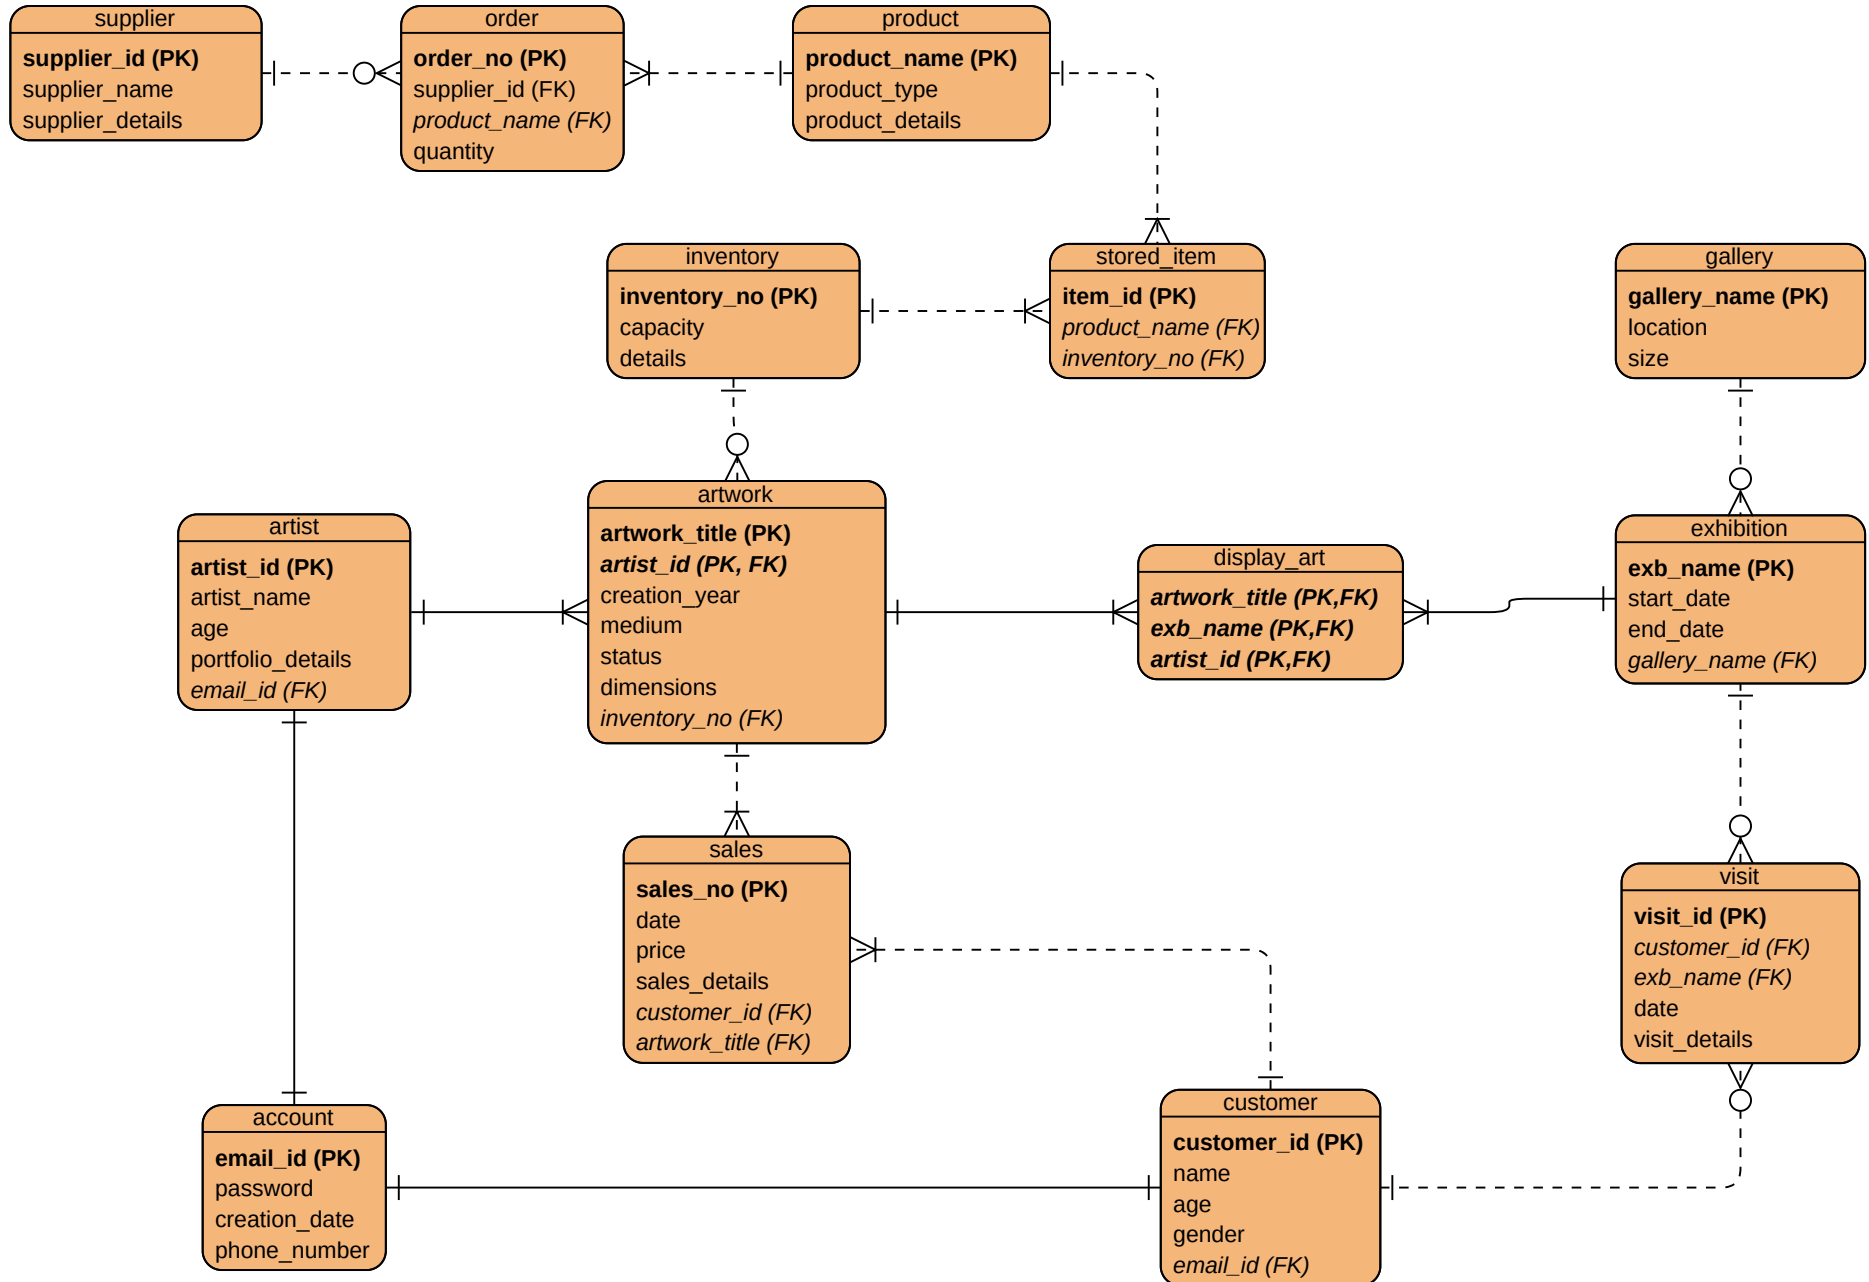 supplier
supplier_id (PK)
supplier_name
supplier_details
order
order_no (PK)
supplier_id (FK)
product_name (FK)
quantity
product
product_name (PK)
product_type
product_details
inventory
inventory_no (PK)
capacity
details
stored_item
item_id (PK)
product_name (FK)
inventory_no (FK)
gallery
gallery_name (PK)
location
size
artist
artist_id (PK)
artist_name
age
portfolio_details
email_id (FK)
artwork
artwork_title (PK)
artist_id (PK, FK)
creation_year
medium
status
dimensions
inventory_no (FK)
display_art
artwork_title (PK,FK)
exb_name (PK,FK)
artist_id (PK,FK)
exhibition
exb_name (PK)
start_date
end_date
gallery_name (FK)
sales
sales_no (PK)
date
price
sales_details
customer_id (FK)
artwork_title (FK)
visit
visit_id (PK)
customer_id (FK)
exb_name (FK)
date
visit_details
account
email_id (PK)
password
creation_date
phone_number
customer
customer_id (PK)
name
age
gender
email_id (FK)